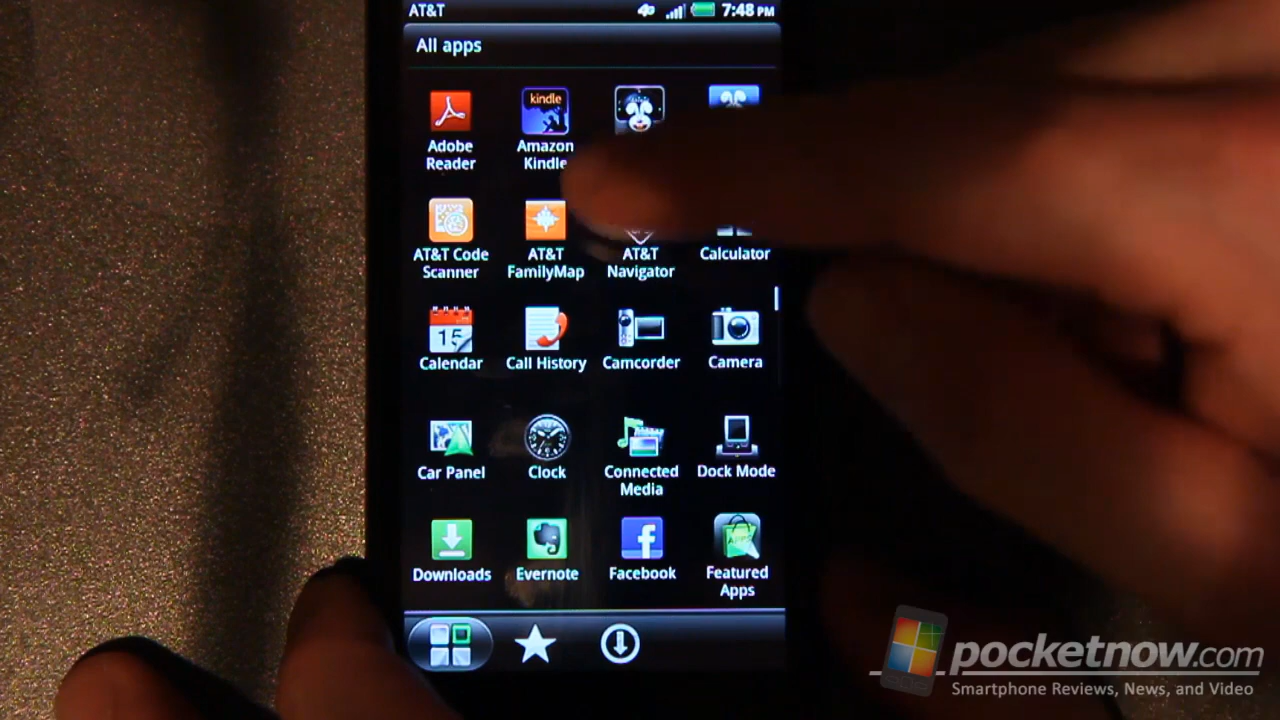 AT&T 4G 7:48 PM
All apps
kindle
Adobe Reader
Amazon Kindle
AT&T Code Scanner
AT&T FamilyMap
AT&T Navigator
Calculator
15
Calendar
Call History
Camcorder
Camera
Car Panel
Clock
Connected Media
Dock Mode
Downloads
Evernote
Facebook
Featured Apps
pocketnow.com
Smartphone Reviews, News, and Video